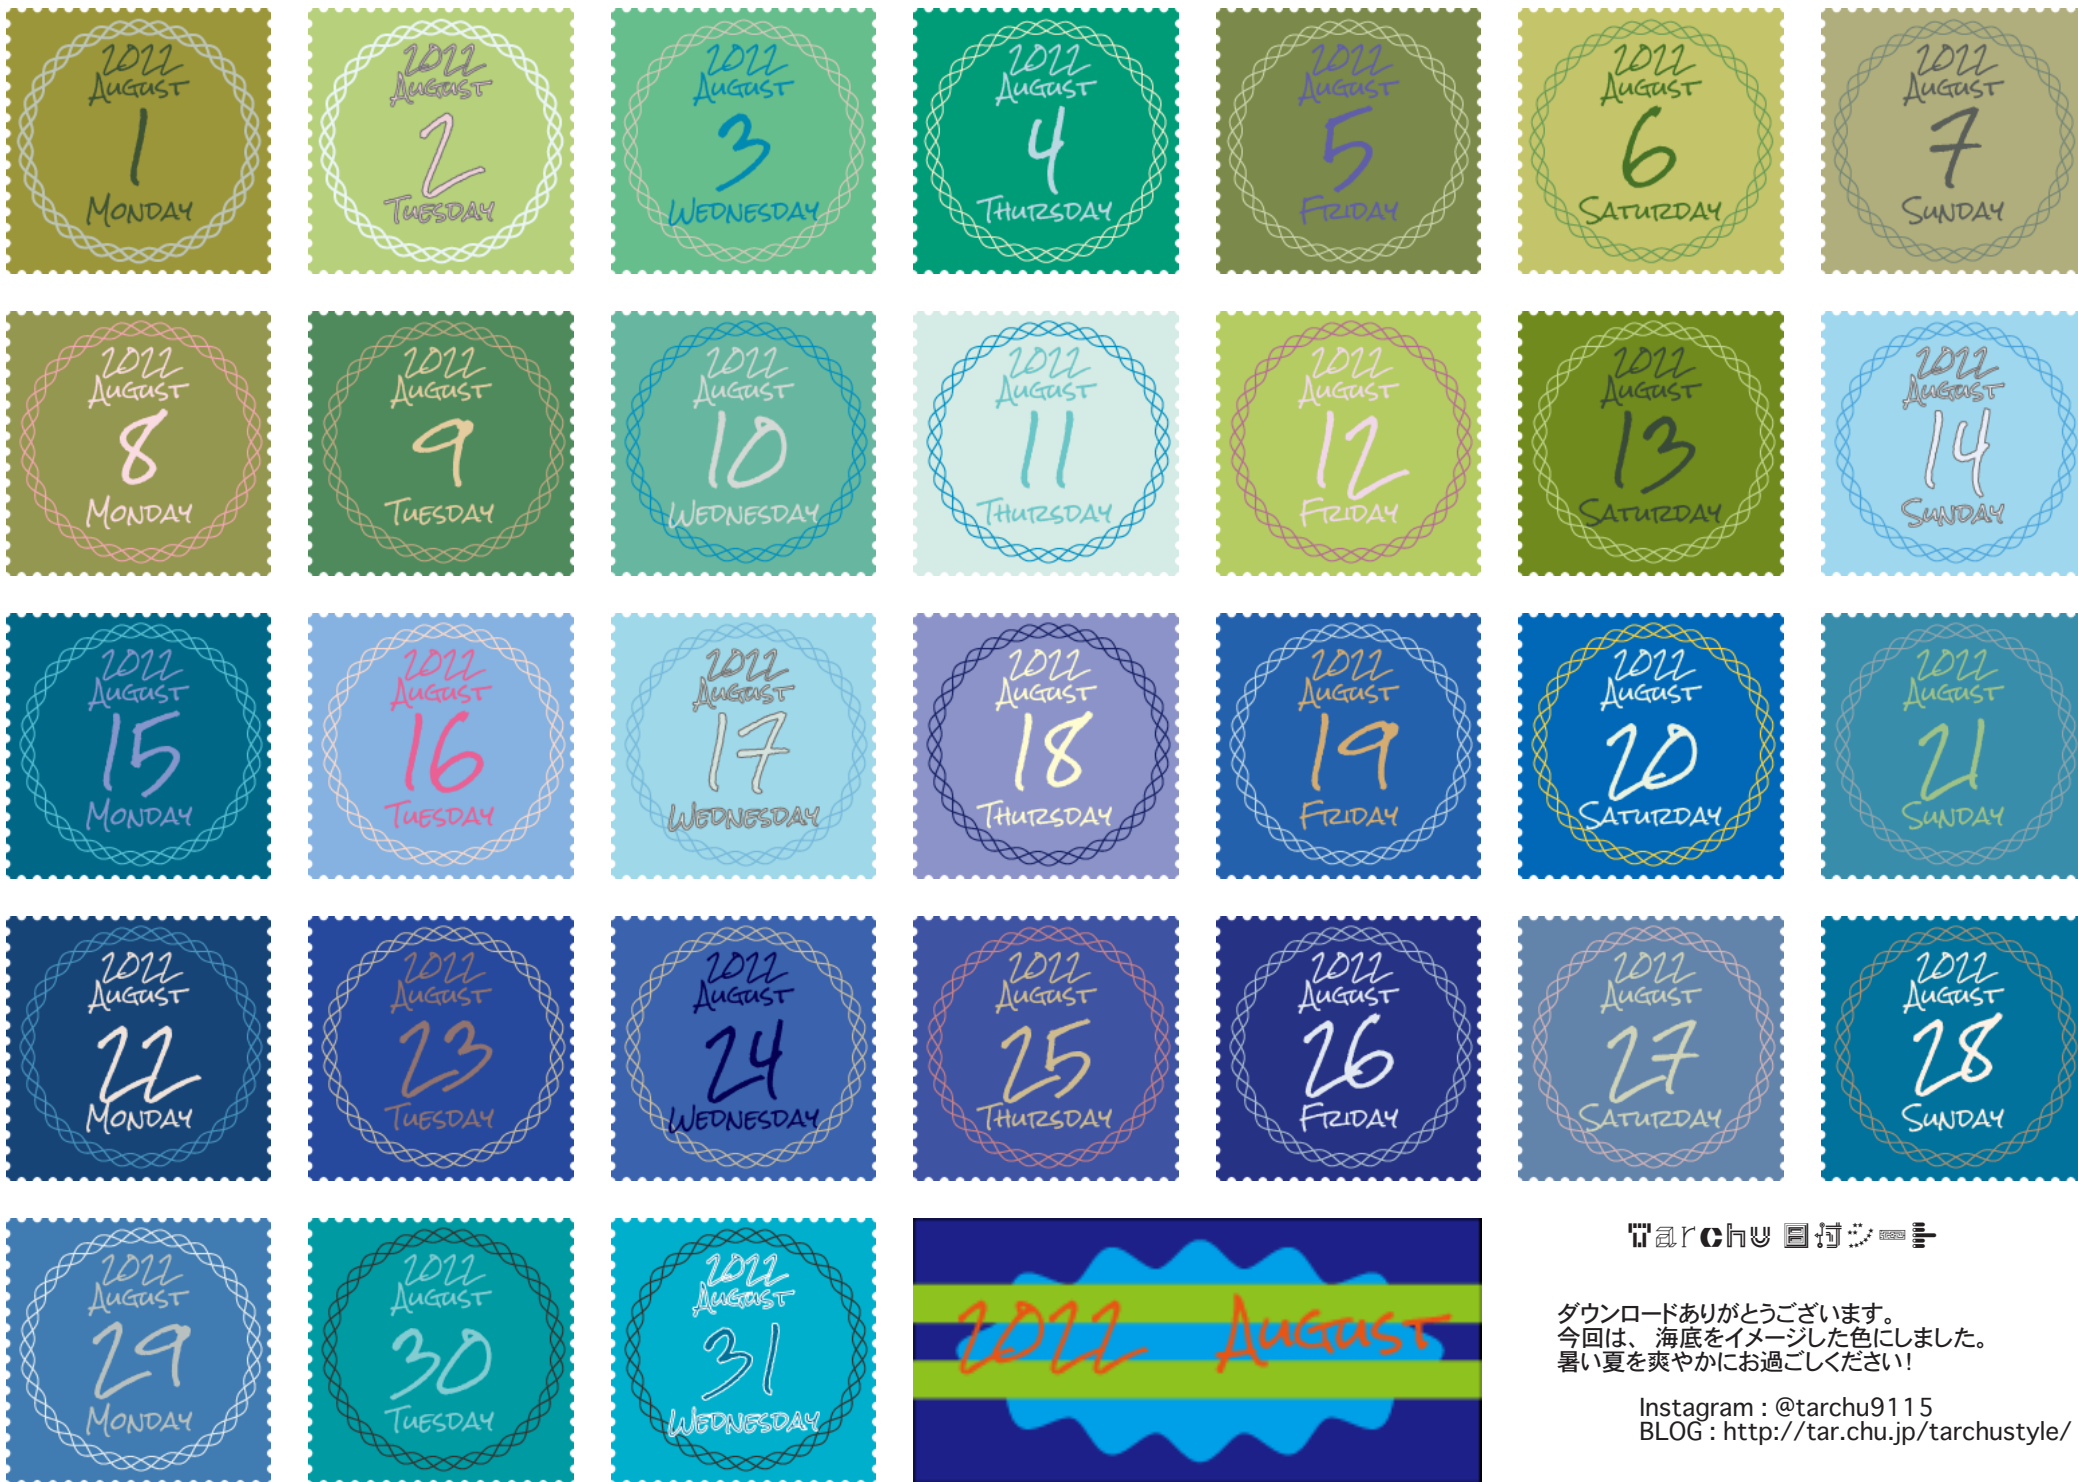 2022
August
1
Monday
2022
August
2
Tuesday
2022
August
3
Wednesday
2022
August
4
Thursday
2022
August
5
Friday
2022
August
6
Saturday
2022
August
7
Sunday
2022
August
8
Monday
2022
August
9
Tuesday
2022
August
10
Wednesday
2022
August
11
Thursday
2022
August
12
Friday
2022
August
13
Saturday
2022
August
14
Sunday
2022
August
15
Monday
2022
August
16
Tuesday
2022
August
17
Wednesday
2022
August
18
Thursday
2022
August
19
Friday
2022
August
20
Saturday
2022
August
21
Sunday
2022
August
22
Monday
2022
August
23
Tuesday
2022
August
24
Wednesday
2022
August
25
Thursday
2022
August
26
Friday
2022
August
27
Saturday
2022
August
28
Sunday
2022
August
29
Monday
2022
August
30
Tuesday
2022
August
31
Wednesday
2022 August
Tarchu 日付シート
ダウンロードありがとうございます。
今回は、海底をイメージした色にしました。
暑い夏を爽やかにお過ごしください！
Instagram : @tarchu9115
BLOG : http://tar.chu.jp/tarchustyle/